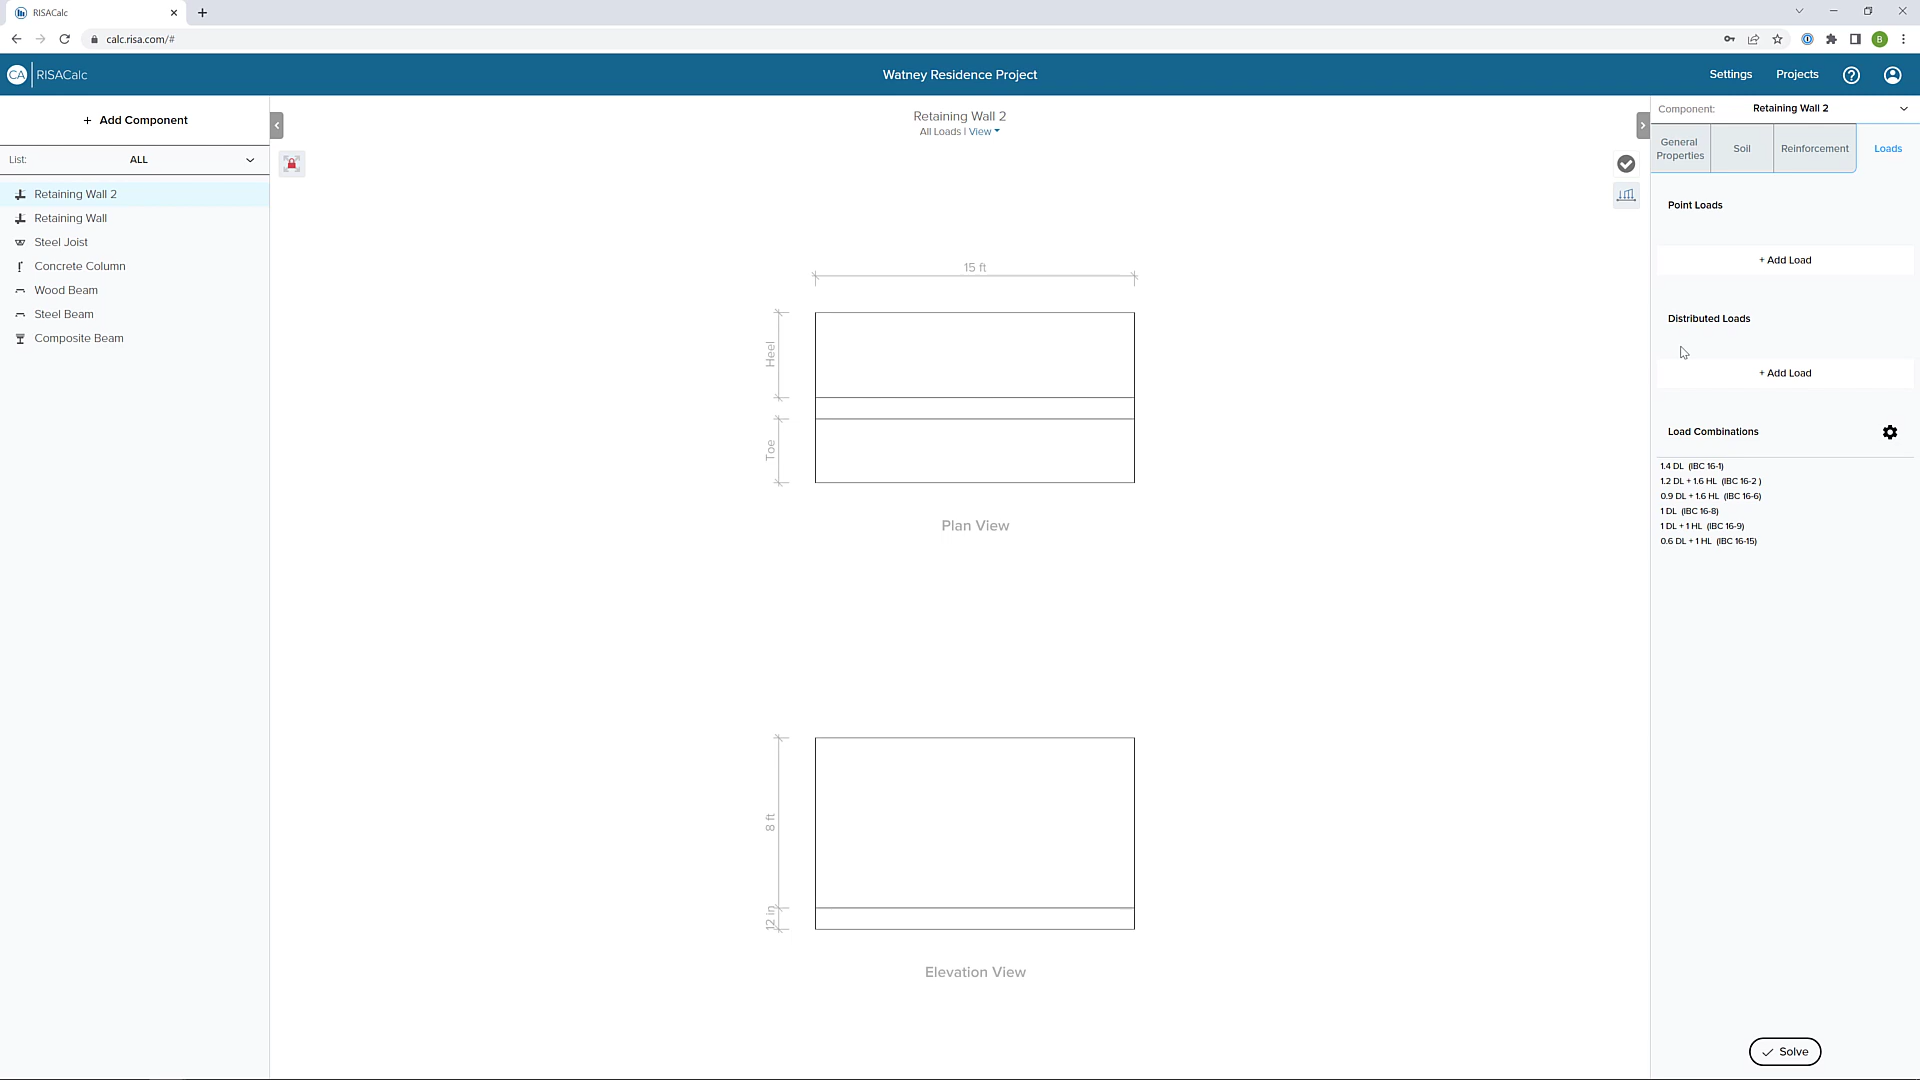 RISACalc
calc.risa.com/#
B
CA RISACalc
Watney Residence Project
Settings
Projects
+ Add Component
List: ALL
Retaining Wall 2
Retaining Wall
Steel Joist
Concrete Column
Wood Beam
Steel Beam
Composite Beam
Retaining Wall 2
All Loads | View
15 ft
Heel
Toe
Plan View
8 ft
12 in
Elevation View
Component: Retaining Wall 2
General Properties
Soil
Reinforcement
Loads
Point Loads
+ Add Load
Distributed Loads
+ Add Load
Load Combinations
1.4 DL (IBC 16-1)
1.2 DL + 1.6 HL (IBC 16-2 )
0.9 DL + 1.6 HL (IBC 16-6)
1 DL (IBC 16-8)
1 DL + 1 HL (IBC 16-9)
0.6 DL + 1 HL (IBC 16-15)
Solve